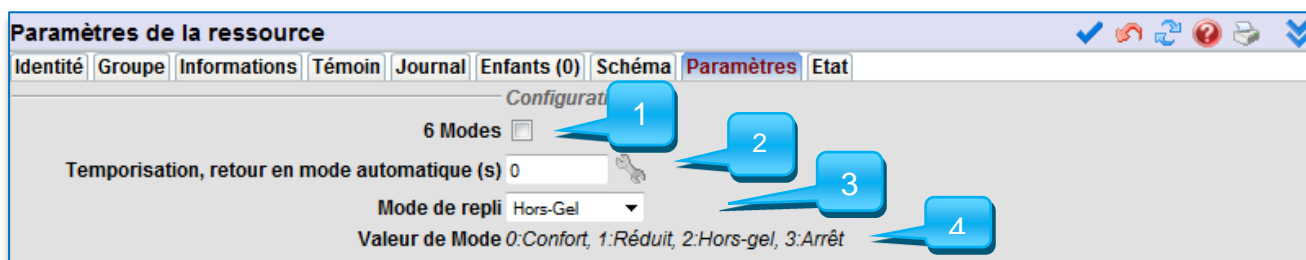 Paramètres de la ressource
Identité Groupe Informations Témoin Journal Enfants (0) Schéma Paramètres Etat
6 Modes 1
Temporisation, retour en mode automatique (s) 0 2
Mode de repli Hors-Gel 3
Valeur de Mode 0:Confort, 1:Réduit, 2:Hors-gel, 3:Arrêt 4